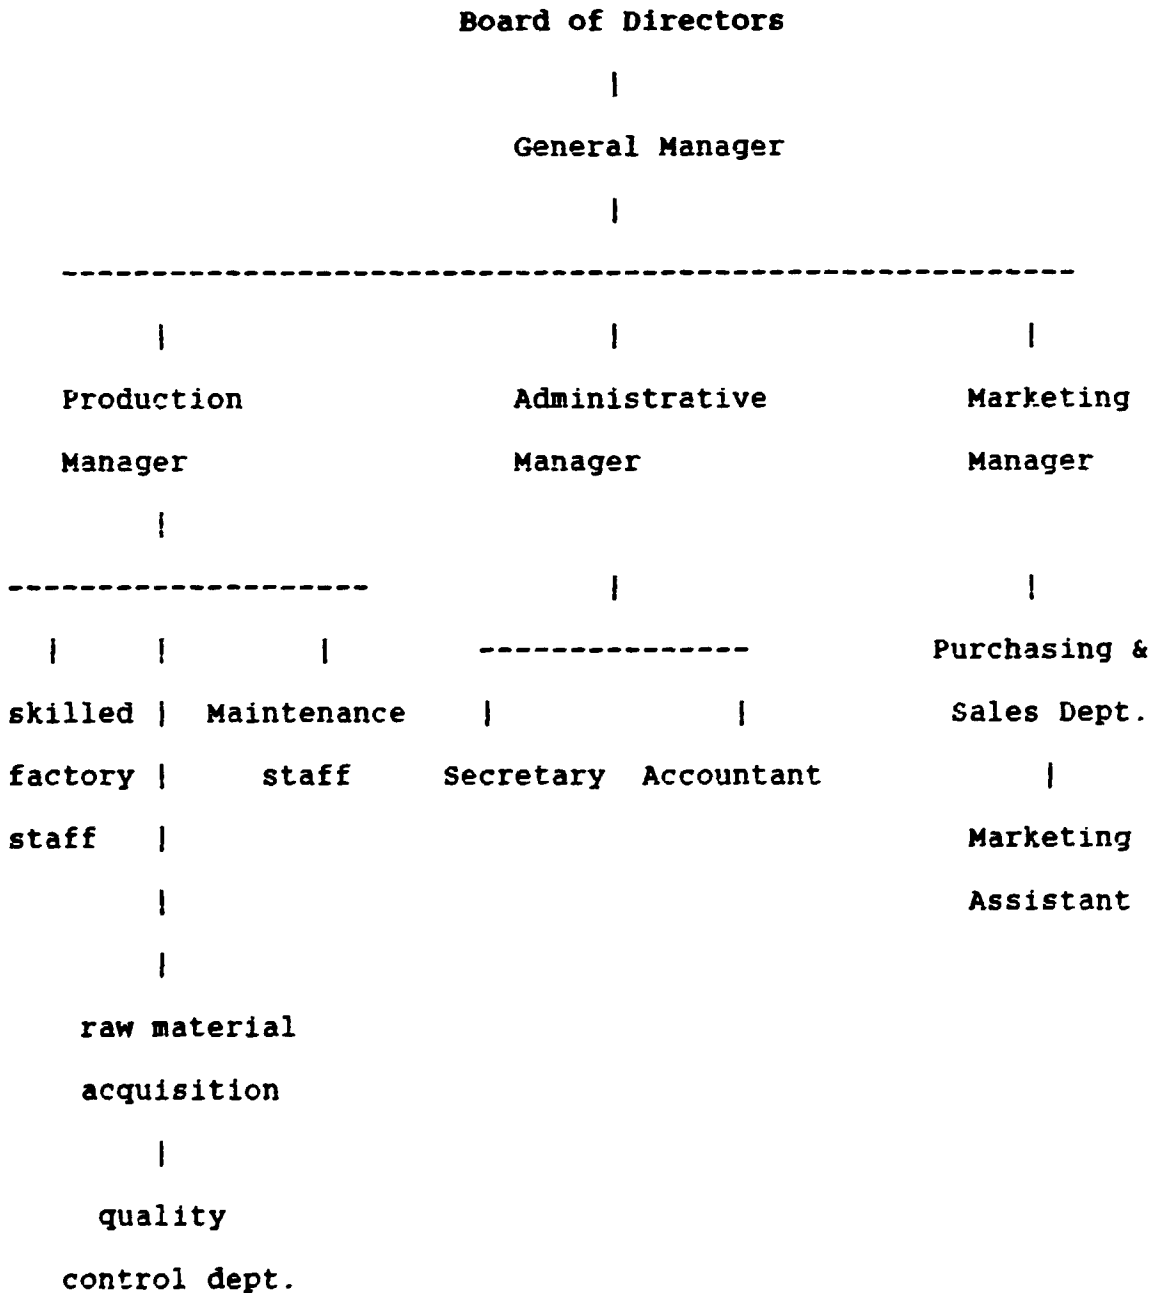 Board of Directors
General Manager
Production Administrative Marketing
Manager Manager Manager
Purchasing &
skilled Maintenance Sales Dept.
factory staff Secretary Accountant
staff Marketing
Assistant
raw material
acquisition
quality
control dept.